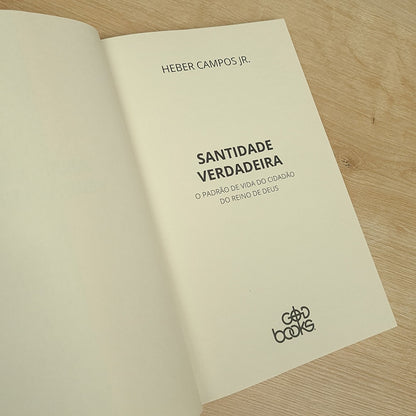 HEBER CAMPOS JR.
SANTIDADE
VERDADEIRA
O PADRÃO DE VIDA DO CIDADÃO
DO REINO DE DEUS
GOD
books